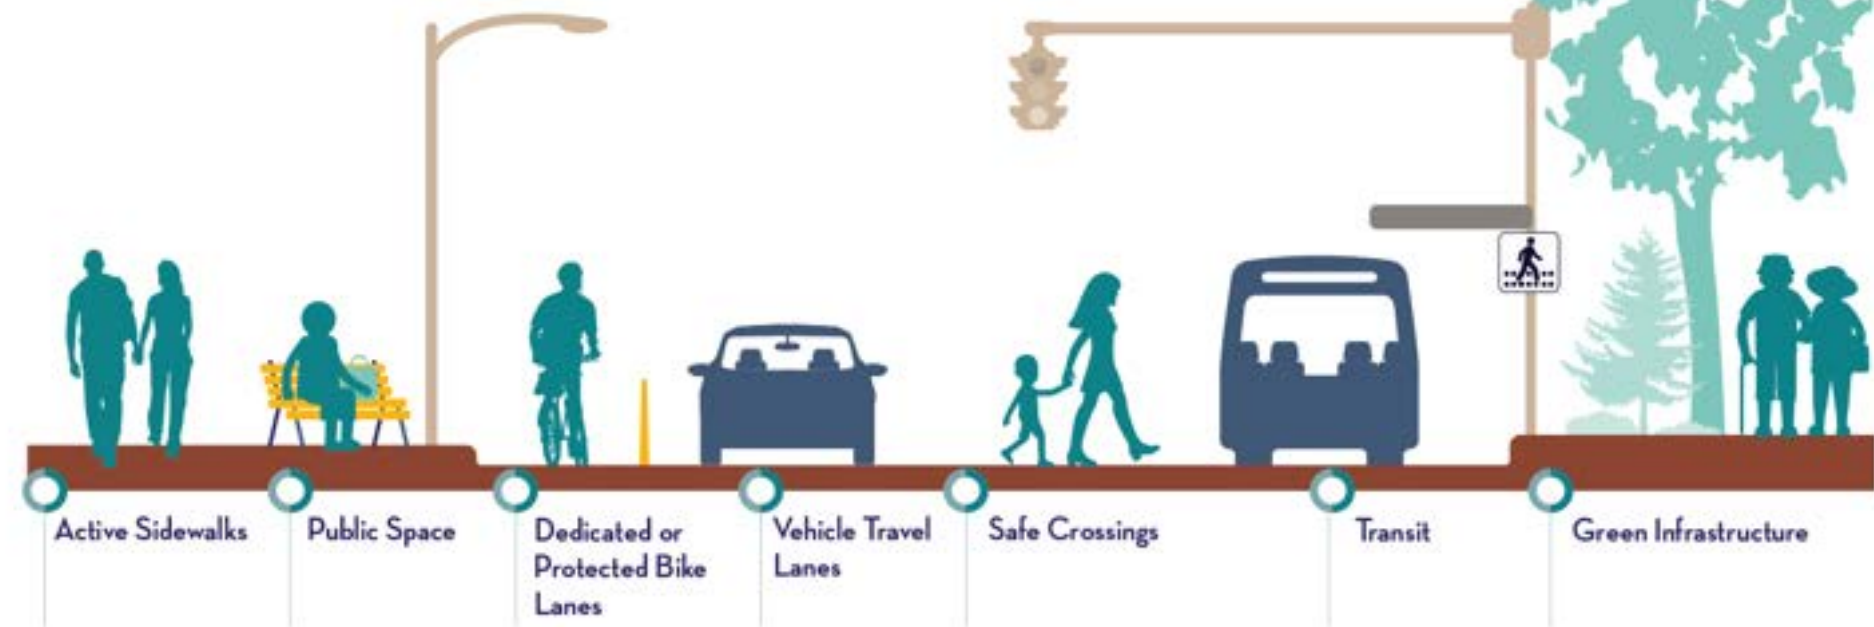 Active Sidewalks
Public Space
Dedicated or
Protected Bike
Lanes
Vehicle Travel
Lanes
Safe Crossings
Transit
Green Infrastructure